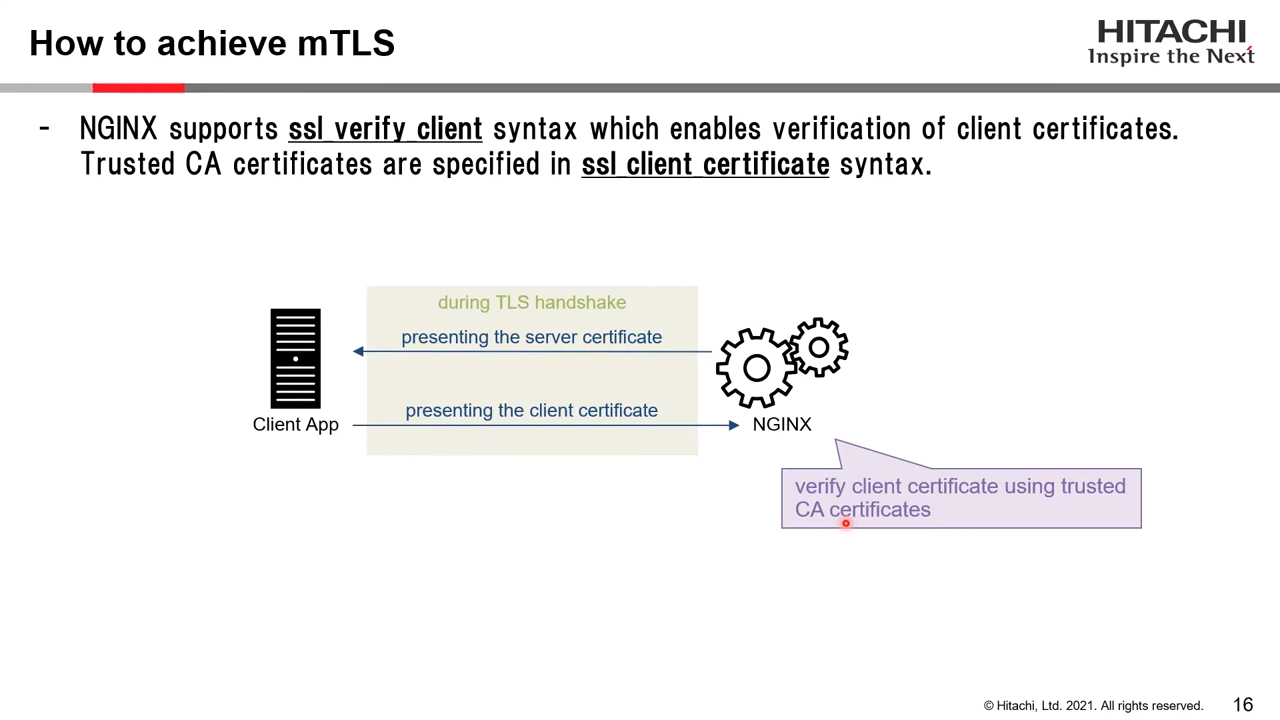 How to achieve mTLS
HITACHI
Inspire the Next
- NGINX supports ssl_verify_client syntax which enables verification of client certificates.
Trusted CA certificates are specified in ssl_client_certificate syntax.
during TLS handshake
presenting the server certificate
presenting the client certificate
Client App
NGINX
verify client certificate using trusted
CA certificates
© Hitachi, Ltd. 2021. All rights reserved.
16